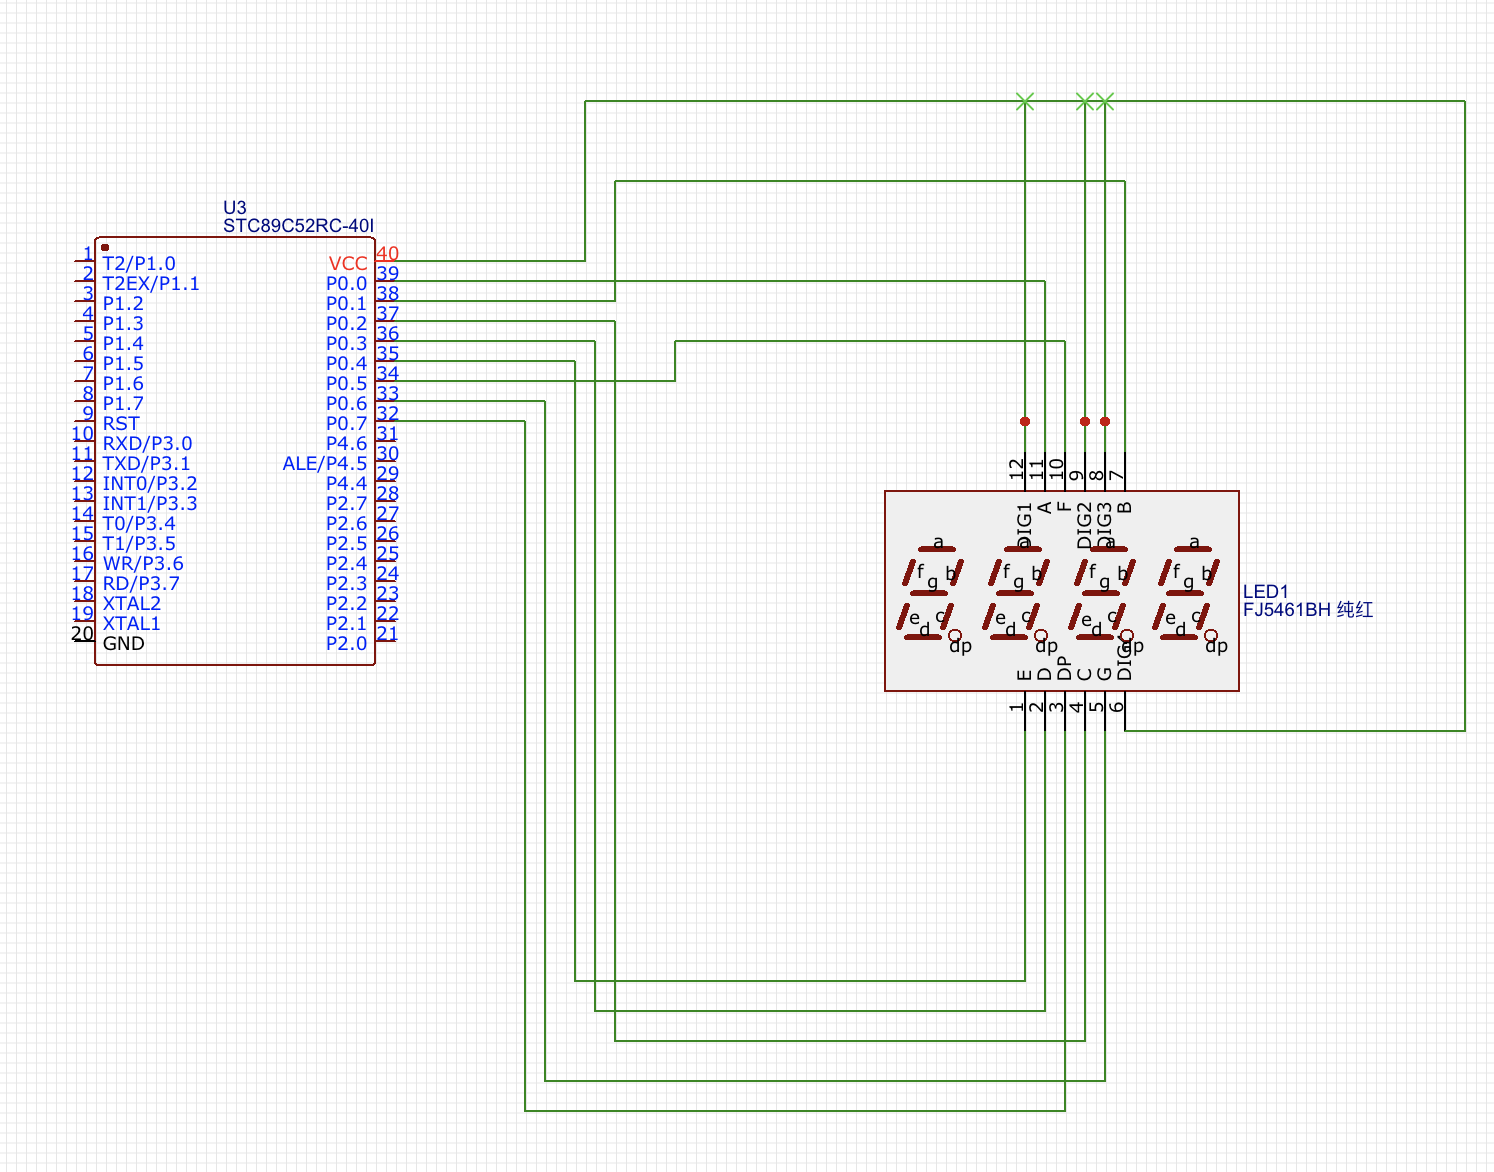 U3
STC89C52RC-40I
1 T2/P1.0 VCC 40
2 T2EX/P1.1 P0.0 39
3 P1.2 P0.1 38
4 P1.3 P0.2 37
5 P1.4 P0.3 36
6 P1.5 P0.4 35
7 P1.6 P0.5 34
8 P1.7 P0.6 33
9 RST P0.7 32
10 RXD/P3.0 P4.6 31
11 TXD/P3.1 ALE/P4.5 30
12 INT0/P3.2 P4.4 29
13 INT1/P3.3 P2.7 28
14 T0/P3.4 P2.6 27
15 T1/P3.5 P2.5 26
16 WR/P3.6 P2.4 25
17 RD/P3.7 P2.3 24
18 XTAL2 P2.2 23
19 XTAL1 P2.1 22
20 GND P2.0 21
12 11 10 9 8 7
DIG1 A F DIG2 DIG3 B
a a a a
f g b f g b f g b f g b
e d c dp e d c dp e d c dp e d c dp
LED1
FJ5461BH 纯红
E D DP C G
1 2 3 4 5 6